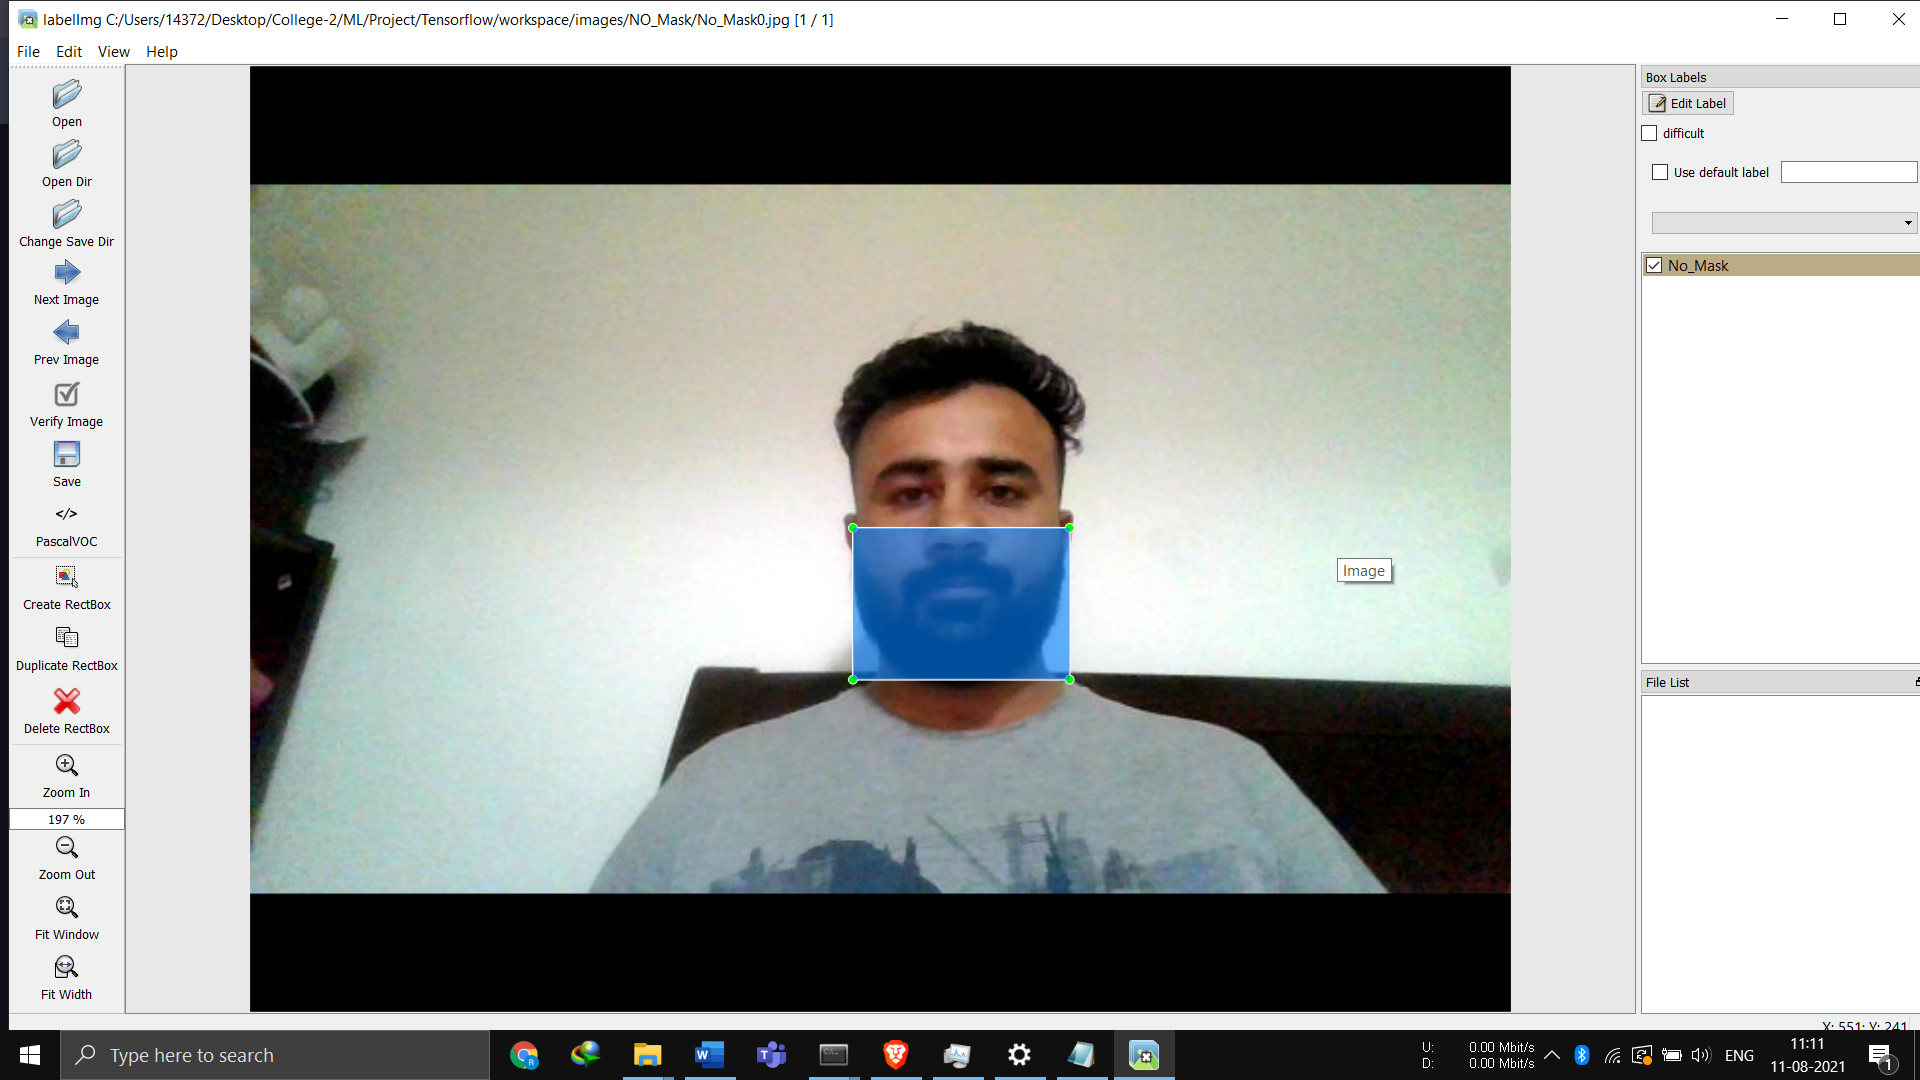 labelImg C:/Users/14372/Desktop/College-2/ML/Project/Tensorflow/workspace/images/NO_Mask/No_Mask0.jpg [1 / 1]
File Edit View Help
Open
Open Dir
Change Save Dir
Next Image
Prev Image
Verify Image
Save
</>
PascalVOC
Create RectBox
Duplicate RectBox
Delete RectBox
Zoom In
197 %
Zoom Out
Fit Window
Fit Width
Image
Box Labels
Edit Label
difficult
Use default label
No_Mask
File List
X: 551; Y: 241
Type here to search
U: 0.00 Mbit/s
D: 0.00 Mbit/s
ENG
11:11
11-08-2021
1